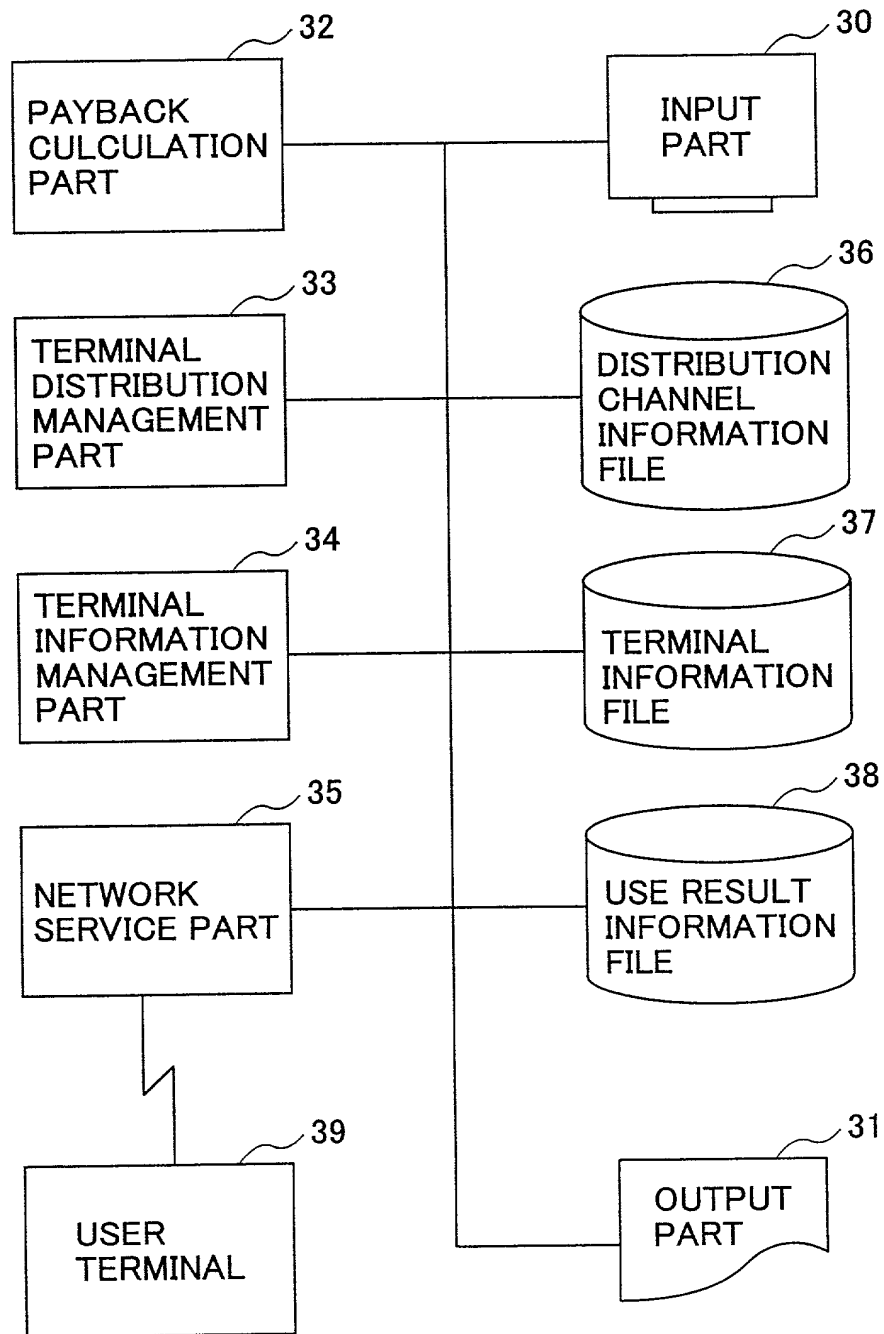 32
PAYBACK
CULCULATION
PART
30
INPUT
PART
33
TERMINAL
DISTRIBUTION
MANAGEMENT
PART
36
DISTRIBUTION
CHANNEL
INFORMATION
FILE
34
TERMINAL
INFORMATION
MANAGEMENT
PART
37
TERMINAL
INFORMATION
FILE
35
NETWORK
SERVICE PART
38
USE RESULT
INFORMATION
FILE
39
USER
TERMINAL
31
OUTPUT
PART